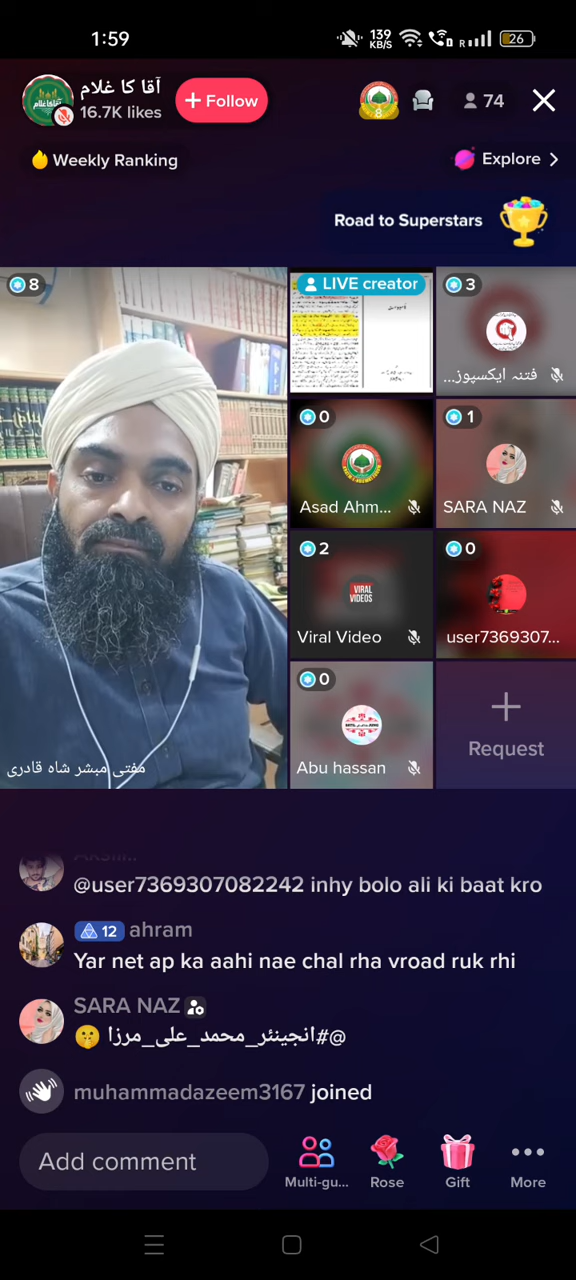 1:59
139
KB/S
R
26
آقا کا غلام
16.7K likes
+ Follow
8
74
Weekly Ranking
Explore
Road to Superstars
8
LIVE creator
3
فتنہ ایکسپوز...
0
Asad Ahm...
1
SARA NAZ
2
VIRAL
VIDEOS
Viral Video
0
user7369307...
0
Abu hassan
Request
مفتی مبشر شاہ قادری
@user7369307082242 inhy bolo ali ki baat kro
12 ahram
Yar net ap ka aahi nae chal rha vroad ruk rhi
SARA NAZ
@#انجینئر_محمد_علی_مرزا
muhammadazeem3167 joined
Add comment
Multi-gu...
Rose
Gift
More